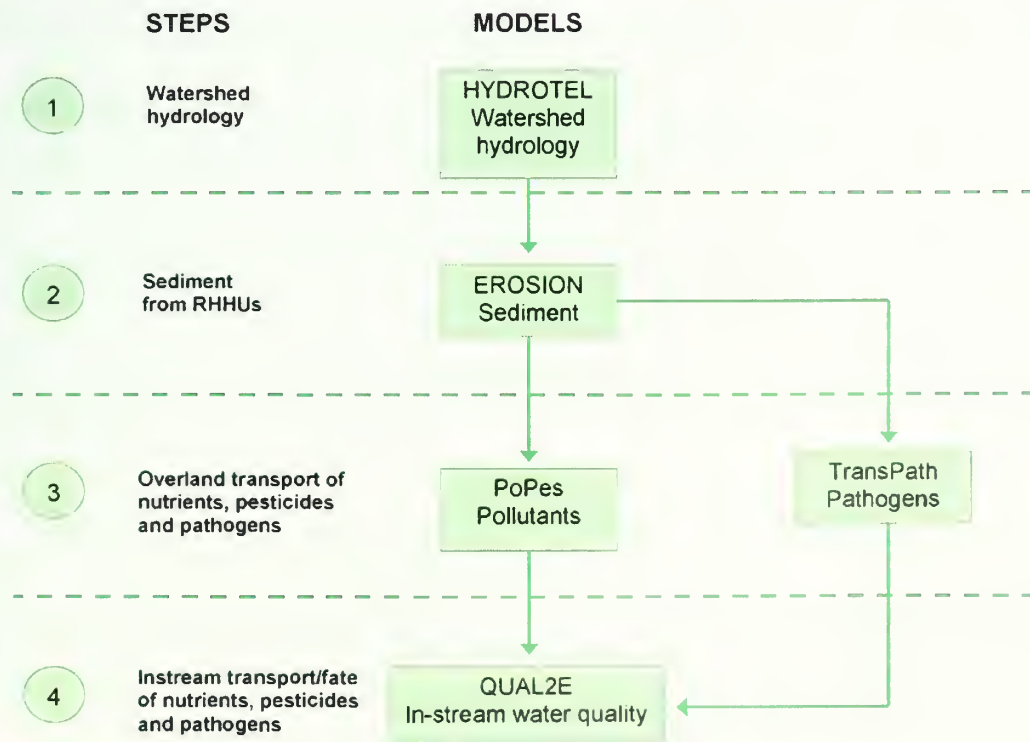 STEPS
MODELS
1
Watershed
hydrology
HYDROTEL
Watershed
hydrology
2
Sediment
from RHHUs
EROSION
Sediment
3
Overland transport of
nutrients, pesticides
and pathogens
PoPes
Pollutants
TransPath
Pathogens
4
Instream transport/fate
of nutrients, pesticides
and pathogens
QUAL2E
In-stream water quality